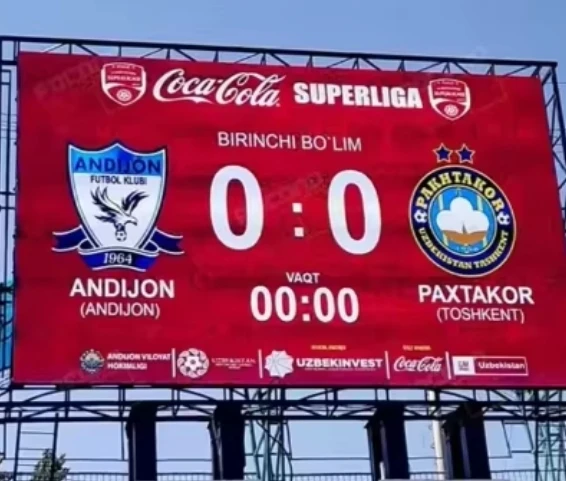 Coca-Cola SUPERLIGA
BIRINCHI BO`LIM
0 : 0
ANDIJON
FUTBOL KLUBI
1964
PAKHTAKOR
UZBEKISTAN TASHKENT
VAQT
00:00
ANDIJON
(ANDIJON)
PAXTAKOR
(TOSHKENT)
ANDIJON VILOYAT
HOKIMLIGI
UZBEKINVEST
Coca-Cola
Uzbekistan